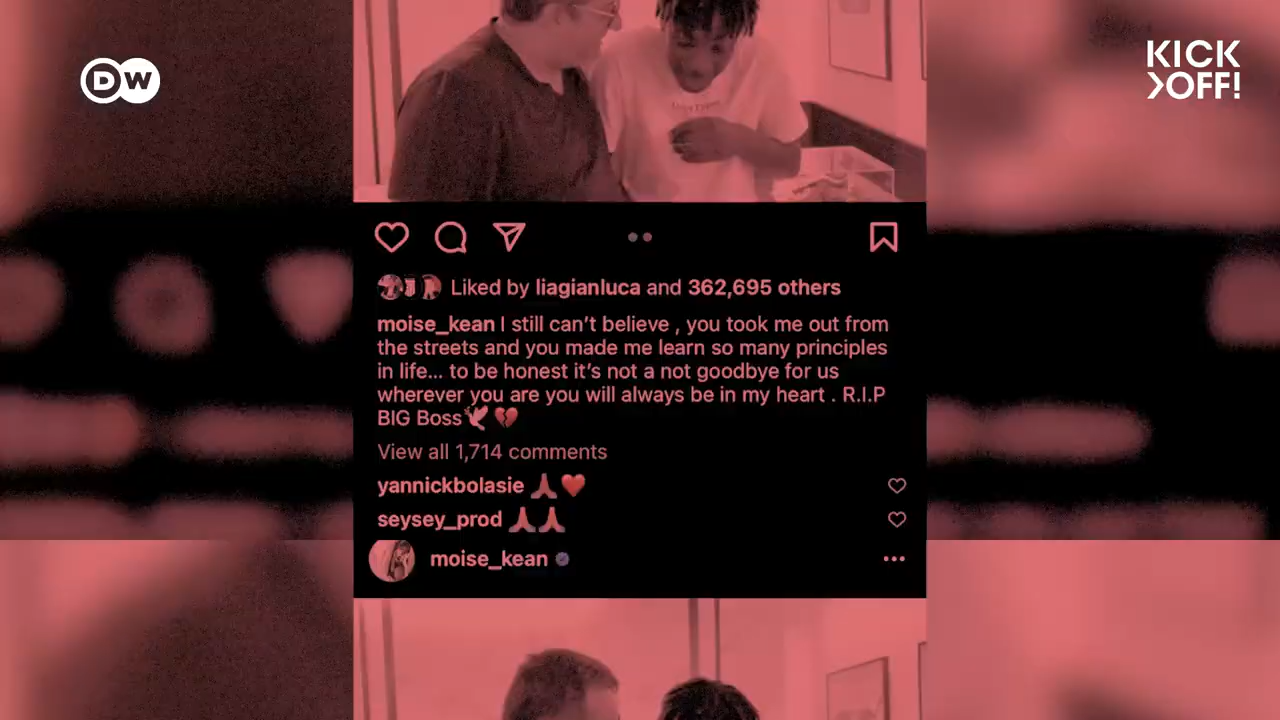 DW
KICK
OFF!
Liked by liagianluca and 362,695 others
moise_kean I still can't believe , you took me out from
the streets and you made me learn so many principles
in life... to be honest it's not a not goodbye for us
wherever you are you will always be in my heart . R.I.P
BIG Boss🕊️💔
View all 1,714 comments
yannickbolasie 🙏❤️
seysey_prod 🙏🙏
moise_kean